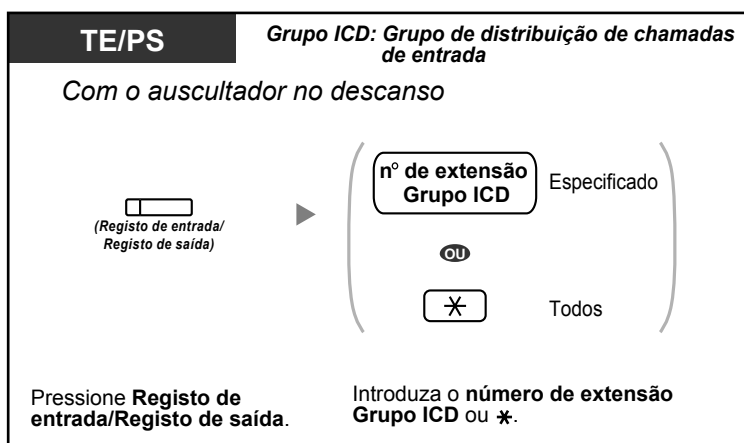 TE/PS
Grupo ICD: Grupo de distribuição de chamadas
de entrada
Com o auscultador no descanso
(Registo de entrada/
Registo de saída)
n° de extensão
Grupo ICD
Especificado
OU
Todos
Pressione Registo de
entrada/Registo de saída.
Introduza o número de extensão
Grupo ICD ou *.